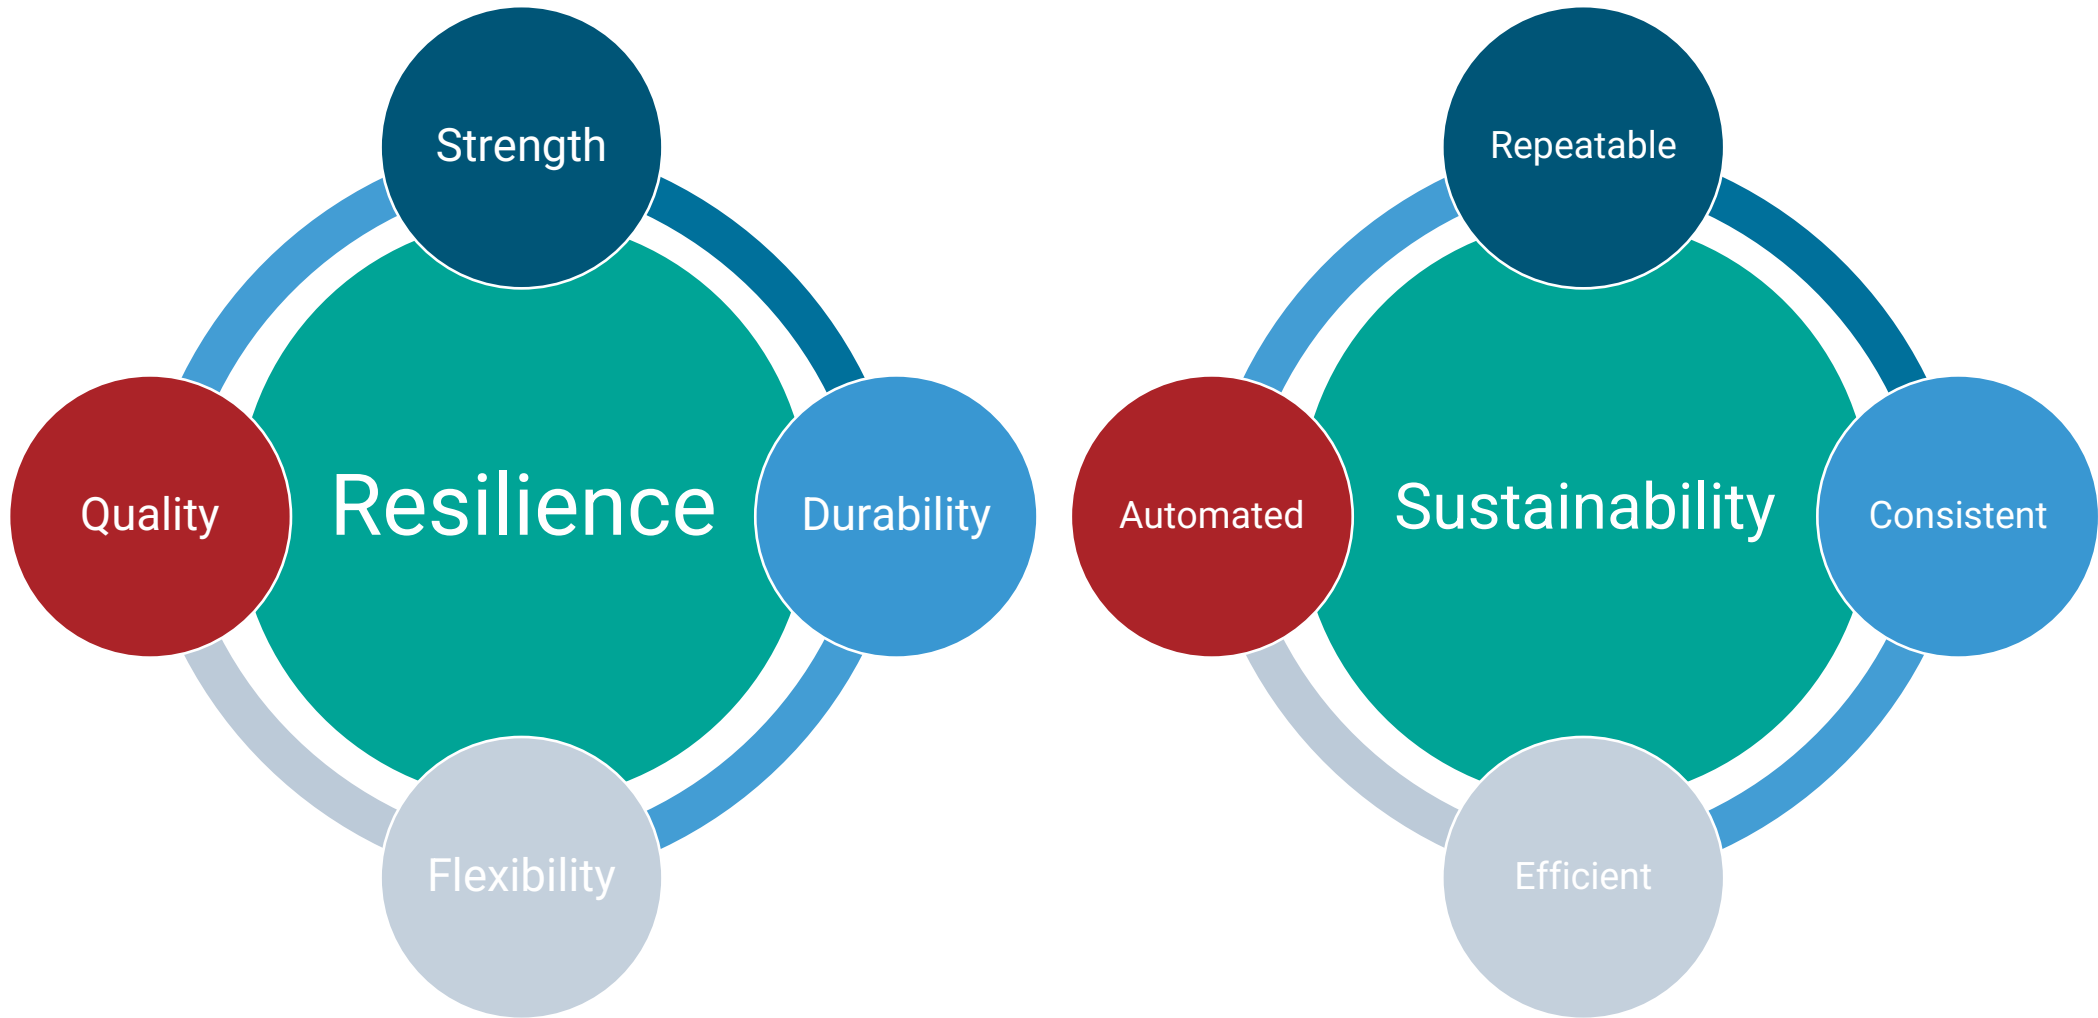 Strength
Quality
Resilience
Durability
Flexibility
Repeatable
Automated
Sustainability
Consistent
Efficient